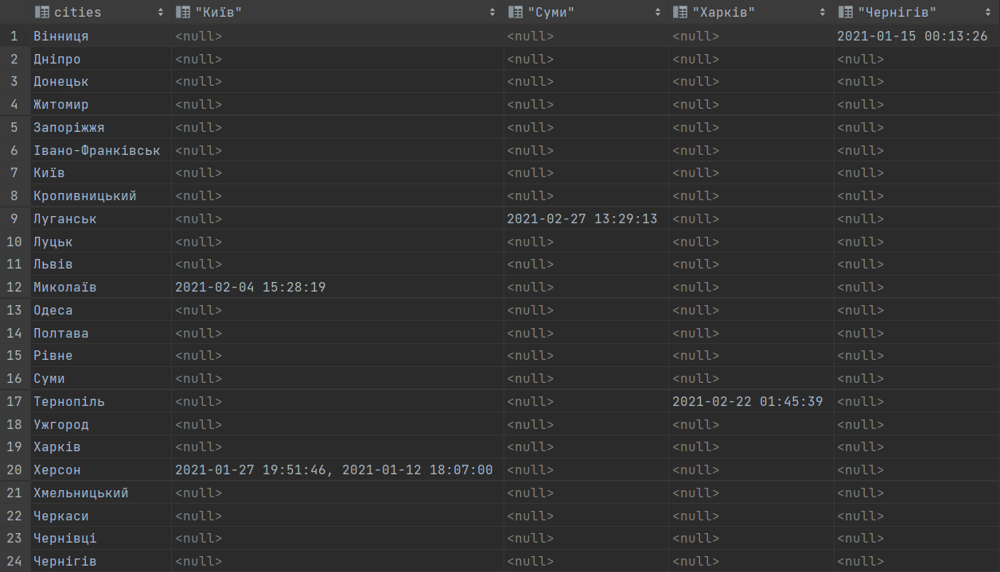 cities "Київ" "Суми" "Харків" "Чернігів"
1 Вінниця <null> <null> <null> 2021-01-15 00:13:26
2 Дніпро <null> <null> <null> <null>
3 Донецьк <null> <null> <null> <null>
4 Житомир <null> <null> <null> <null>
5 Запоріжжя <null> <null> <null> <null>
6 Івано-Франківськ <null> <null> <null> <null>
7 Київ <null> <null> <null> <null>
8 Кропивницький <null> <null> <null> <null>
9 Луганськ <null> 2021-02-27 13:29:13 <null> <null>
10 Луцьк <null> <null> <null> <null>
11 Львів <null> <null> <null> <null>
12 Миколаїв 2021-02-04 15:28:19 <null> <null> <null>
13 Одеса <null> <null> <null> <null>
14 Полтава <null> <null> <null> <null>
15 Рівне <null> <null> <null> <null>
16 Суми <null> <null> <null> <null>
17 Тернопіль <null> <null> 2021-02-22 01:45:39 <null>
18 Ужгород <null> <null> <null> <null>
19 Харків <null> <null> <null> <null>
20 Херсон 2021-01-27 19:51:46, 2021-01-12 18:07:00 <null> <null> <null>
21 Хмельницький <null> <null> <null> <null>
22 Черкаси <null> <null> <null> <null>
23 Чернівці <null> <null> <null> <null>
24 Чернігів <null> <null> <null> <null>